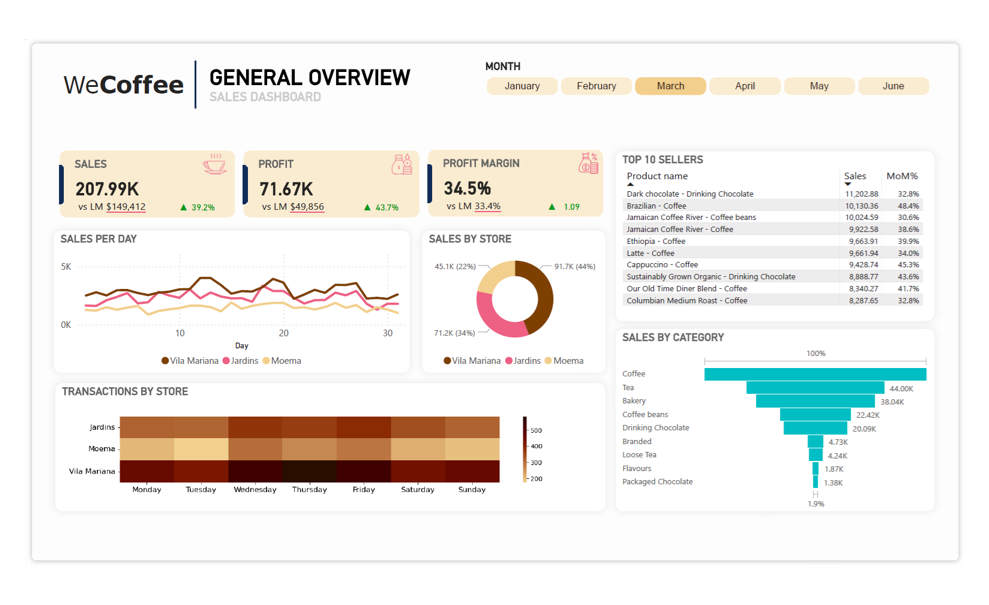 WeCoffee
GENERAL OVERVIEW
SALES DASHBOARD
MONTH
January February March April May June
SALES
207.99K
vs LM $149,412 ▲ 39.2%
PROFIT
71.67K
vs LM $49,856 ▲ 43.7%
PROFIT MARGIN
34.5%
vs LM 33.4% ▲ 1.09
TOP 10 SELLERS
Product name Sales MoM%
Dark chocolate - Drinking Chocolate 11,202.88 32.8%
Brazilian - Coffee 10,130.36 48.4%
Jamaican Coffee River - Coffee beans 10,024.59 30.6%
Jamaican Coffee River - Coffee 9,922.58 38.6%
Ethiopia - Coffee 9,663.91 39.9%
Latte - Coffee 9,661.94 34.0%
Cappuccino - Coffee 9,428.74 45.3%
Sustainably Grown Organic - Drinking Chocolate 8,888.77 43.6%
Our Old Time Diner Blend - Coffee 8,340.27 41.7%
Columbian Medium Roast - Coffee 8,287.65 32.8%
SALES PER DAY
5K
0K
10 20 30
Day
Vila Mariana Jardins Moema
SALES BY STORE
45.1K (22%)
91.7K (44%)
71.2K (34%)
Vila Mariana Jardins Moema
SALES BY CATEGORY
100%
Coffee
Tea 44.00K
Bakery 38.04K
Coffee beans 22.42K
Drinking Chocolate 20.09K
Branded 4.73K
Loose Tea 4.24K
Flavours 1.87K
Packaged Chocolate 1.38K
1.9%
TRANSACTIONS BY STORE
Jardins
Moema
Vila Mariana
Monday Tuesday Wednesday Thursday Friday Saturday Sunday
500
400
300
200